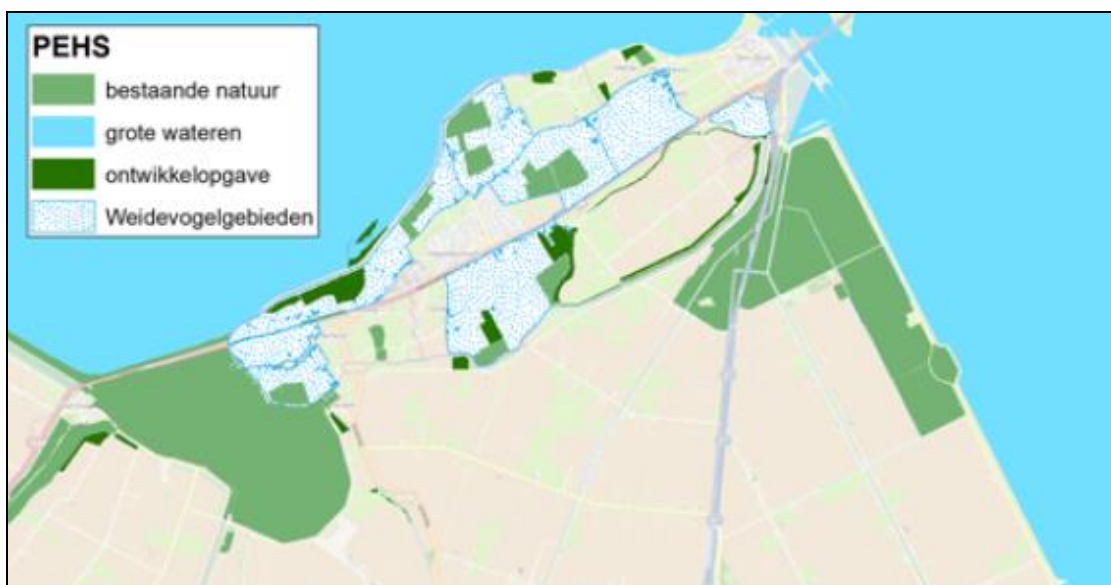 PEHS
bestaande natuur
grote wateren
ontwikkelopgave
Weidevogelgebieden